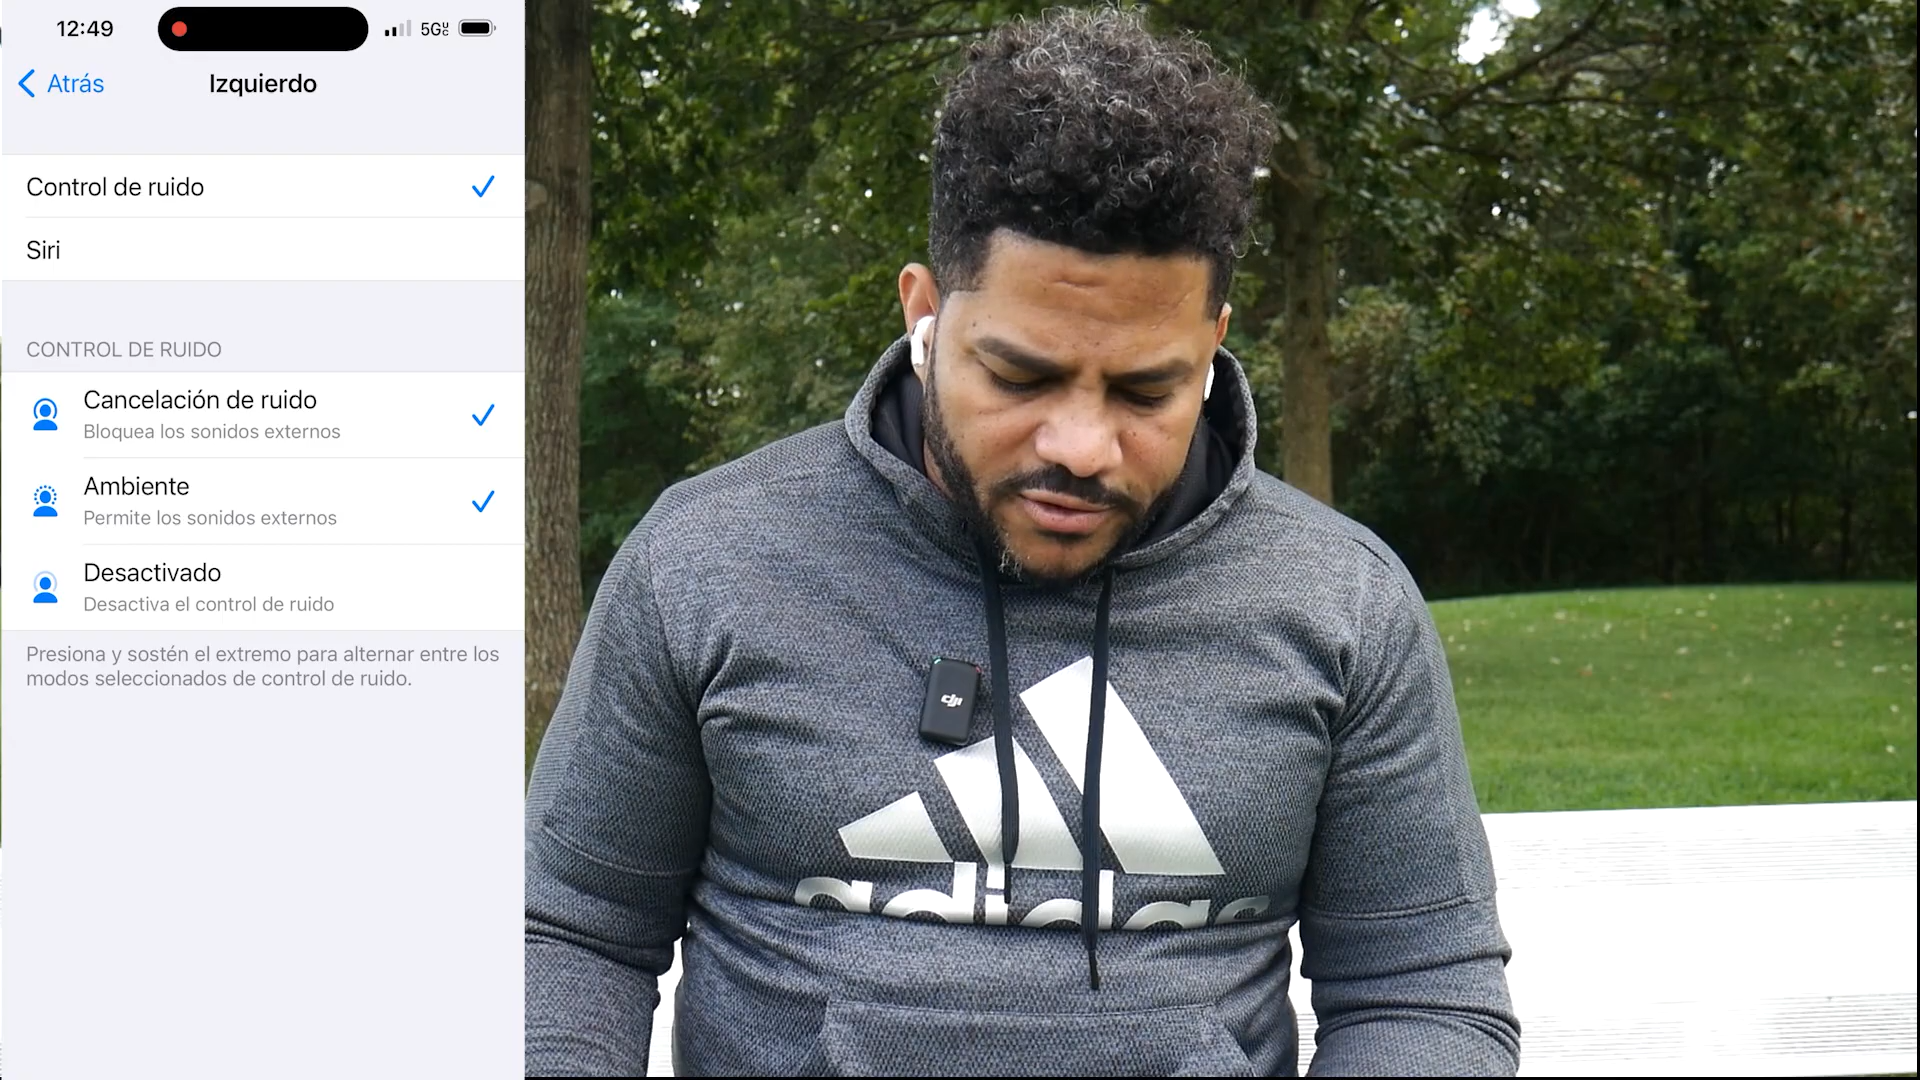 12:49
5G
Atrás
Izquierdo
Control de ruido
Siri
CONTROL DE RUIDO
Cancelación de ruido
Bloquea los sonidos externos
Ambiente
Permite los sonidos externos
Desactivado
Desactiva el control de ruido
Presiona y sostén el extremo para alternar entre los
modos seleccionados de control de ruido.
dji
adidas